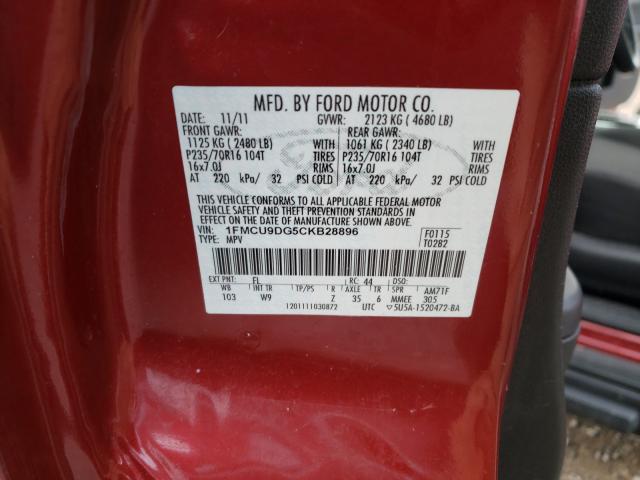 MFD. BY FORD MOTOR CO.
DATE: 11/11 GVWR: 2123 KG ( 4680 LB)
FRONT GAWR: REAR GAWR:
1125 KG ( 2480 LB) WITH 1061 KG ( 2340 LB) WITH
P235/70R16 104T TIRES P235/70R16 104T TIRES
16x7.0J RIMS 16x7.0J RIMS
AT 220 kPa/ 32 PSI COLD AT 220 kPa/ 32 PSI COLD
THIS VEHICLE CONFORMS TO ALL APPLICABLE FEDERAL MOTOR
VEHICLE SAFETY AND THEFT PREVENTION STANDARDS IN EFFECT
ON THE DATE OF MANUFACTURE SHOWN ABOVE.
VIN: 1FMCU9DG5CKB28896 F0115
TYPE: MPV T0282
EXT PNT: FL RC: 44 DSO:
WB INT TR TP/PS R AXLE TR SPR AM71F
103 W9 Z 35 6 MMEE 305
1201111030872 UTC 5U5A-1520472-BA
Ford